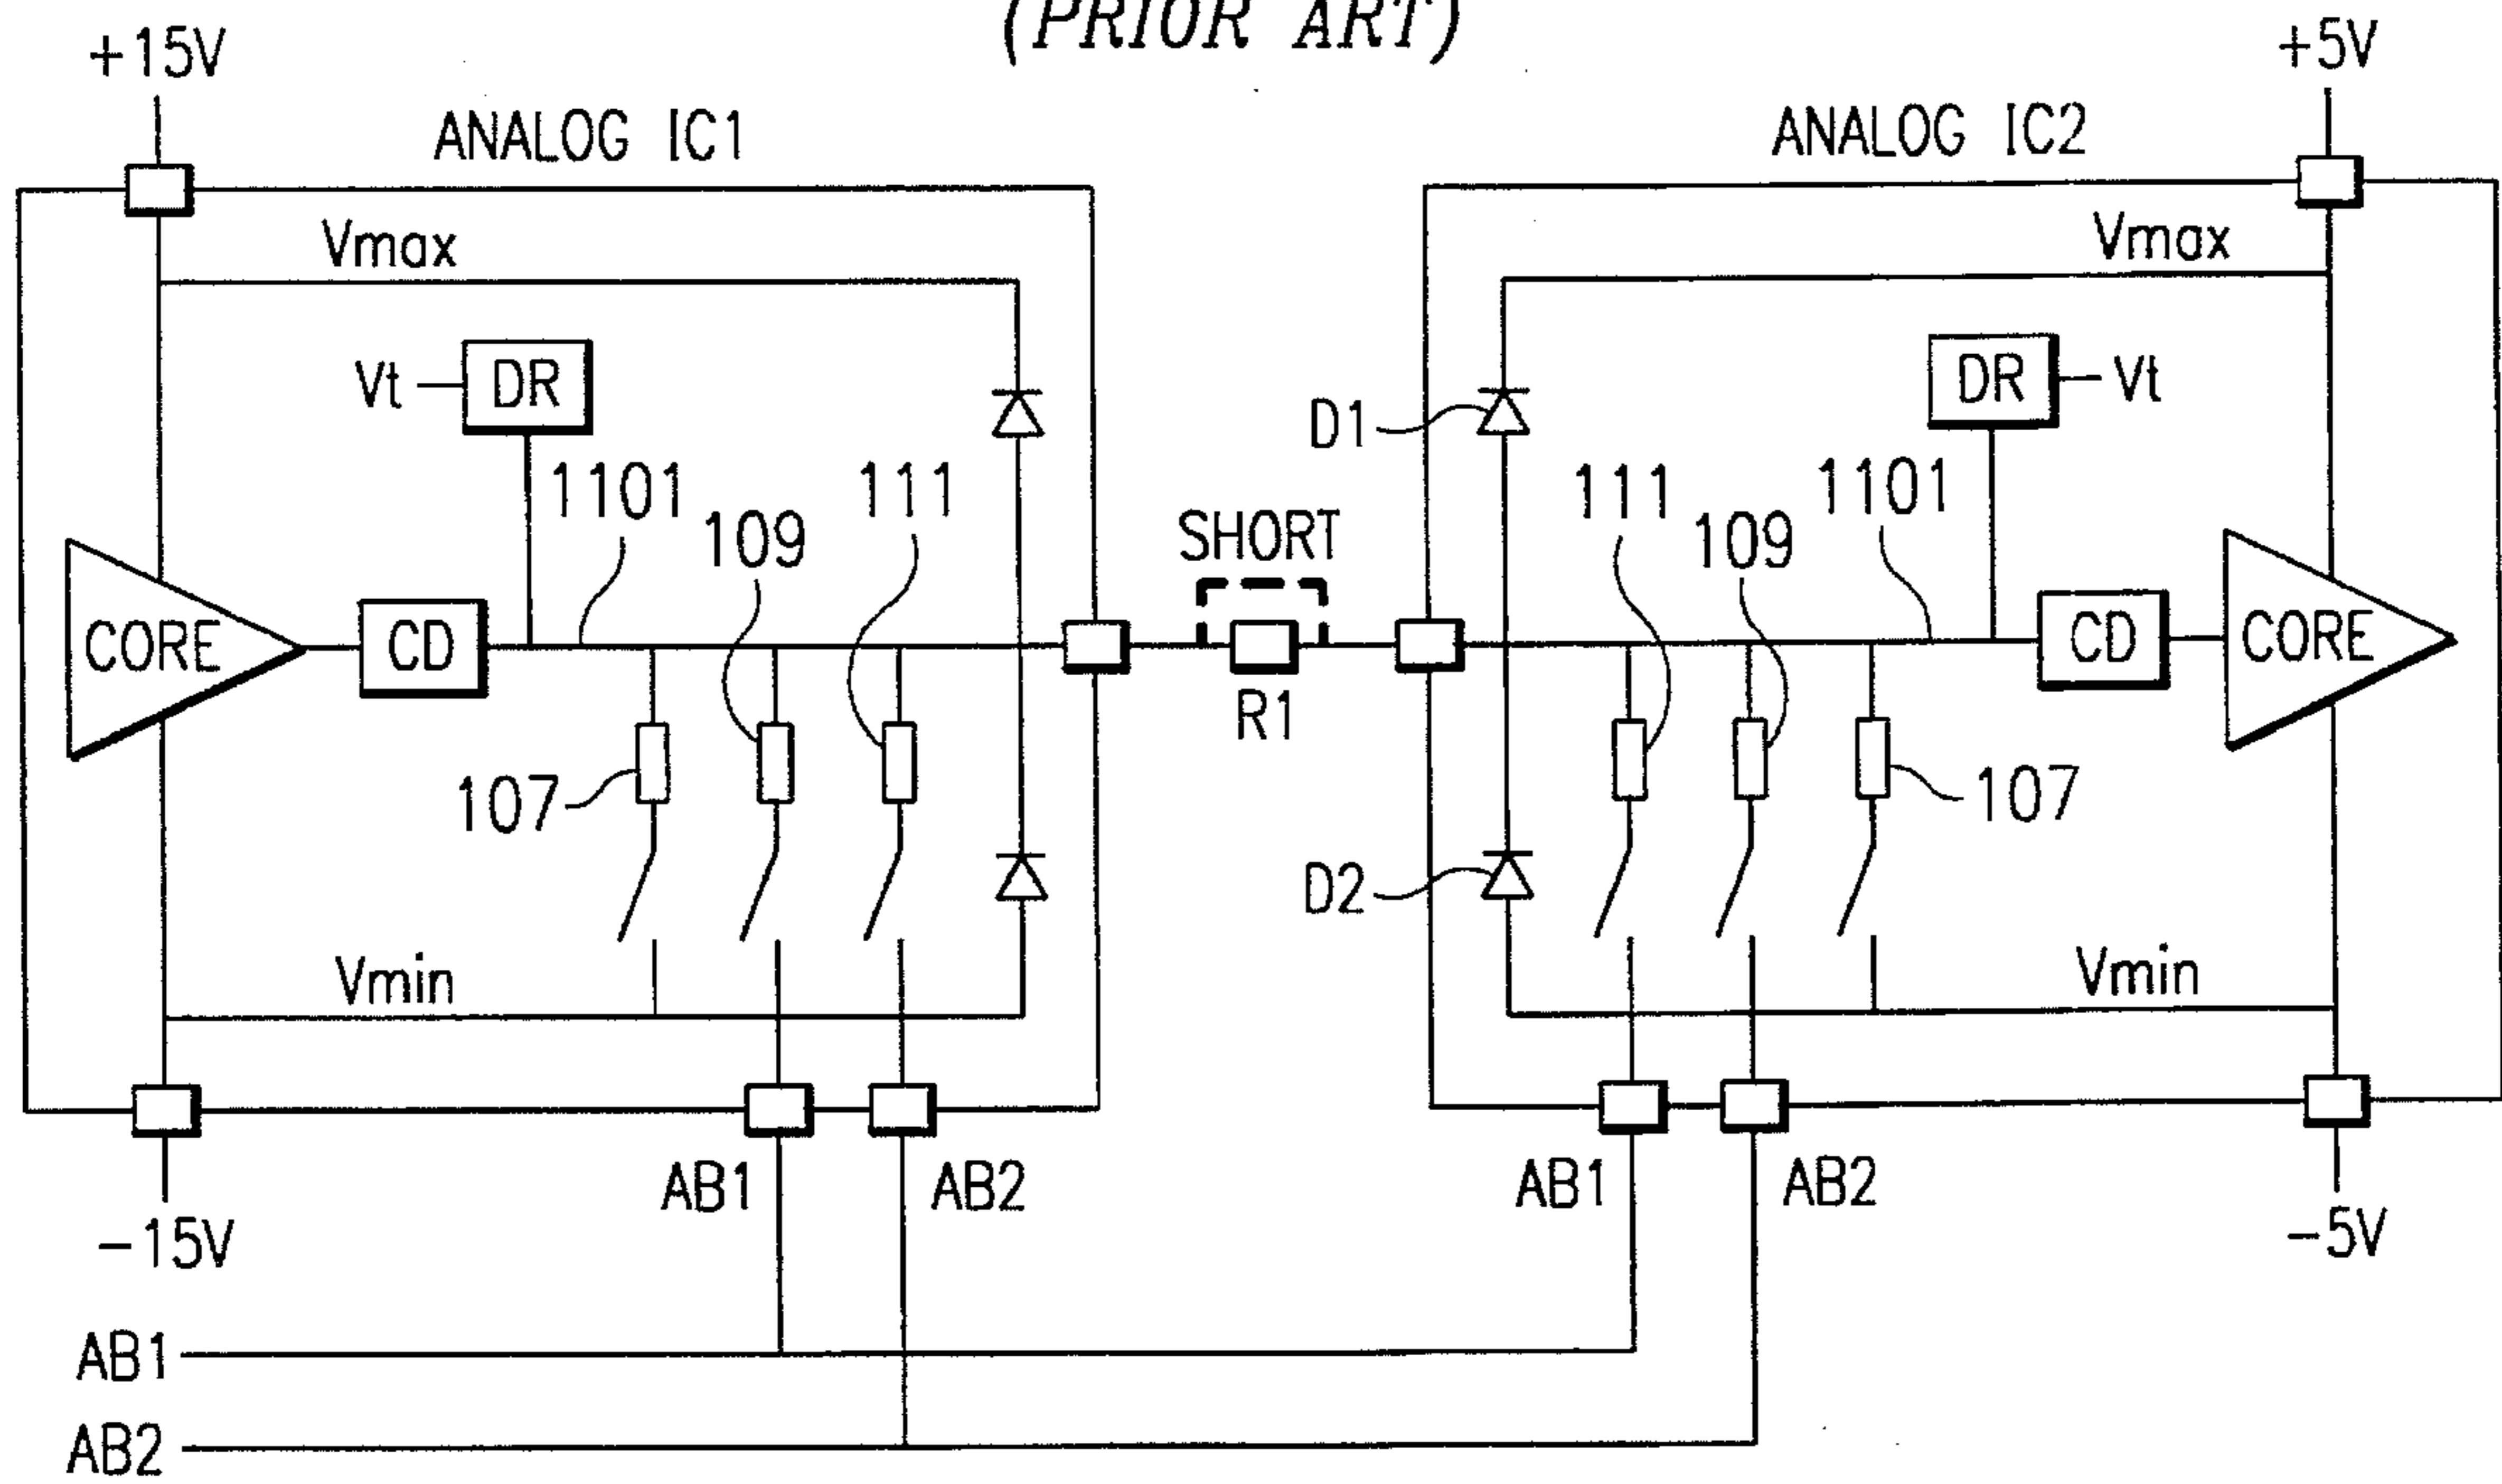 (PRIOR ART)
+15V
+5V
ANALOG IC1
ANALOG IC2
Vmax
Vmax
Vt
DR
DR
Vt
D1
1101
109
111
SHORT
111
109
1101
CORE
CD
R1
CD
CORE
107
107
D2
Vmin
Vmin
AB1
AB2
AB1
AB2
-15V
-5V
AB1
AB2